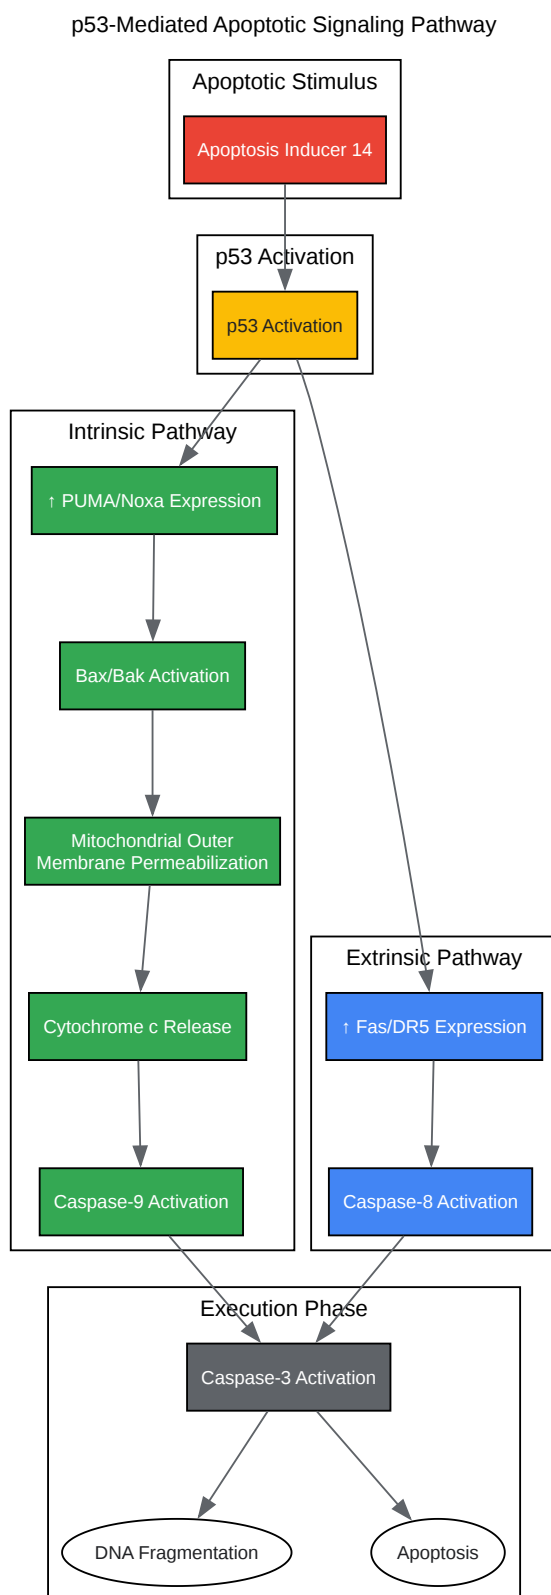 p53-Mediated Apoptotic Signaling Pathway
Apoptotic Stimulus
Apoptosis Inducer 14
p53 Activation
p53 Activation
Intrinsic Pathway
↑ PUMA/Noxa Expression
Bax/Bak Activation
Mitochondrial Outer
Membrane Permeabilization
Cytochrome c Release
Caspase-9 Activation
Extrinsic Pathway
↑ Fas/DR5 Expression
Caspase-8 Activation
Execution Phase
Caspase-3 Activation
DNA Fragmentation
Apoptosis